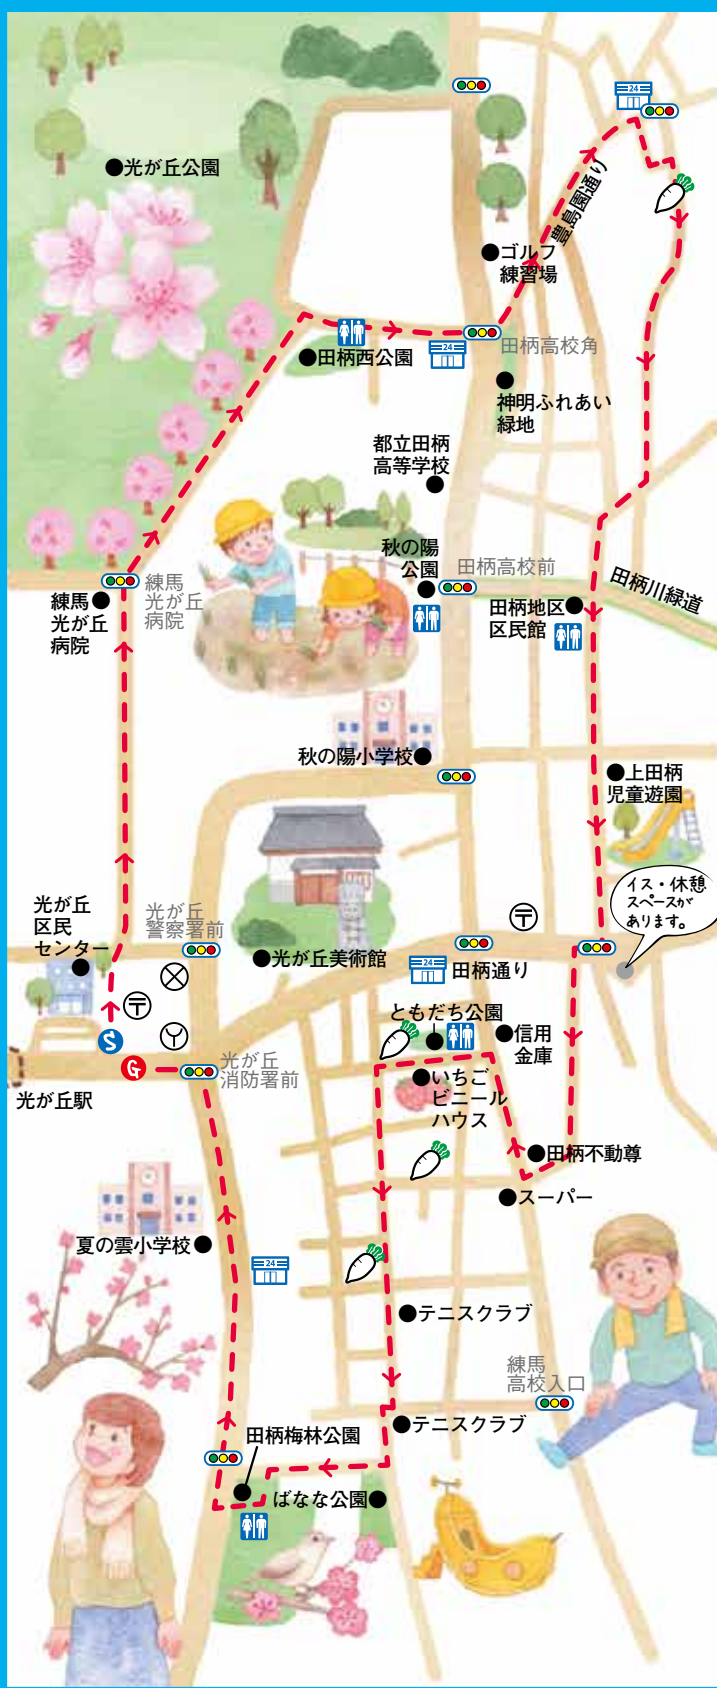 24
光が丘公園
豊島園通り
ゴルフ
練習場
24
田柄高校角
田柄西公園
神明ふれあい
緑地
都立田柄
高等学校
秋の陽
公園
田柄高校前
練馬
光が丘
病院
練馬
光が丘
病院
田柄地区
区民館
田柄川緑道
秋の陽小学校
上田柄
児童遊園
イス・休憩
スペースが
あります。
光が丘
区民
センター
光が丘
警察署前
光が丘美術館
24
田柄通り
S
G
光が丘駅
光が丘
消防署前
ともだち公園
信用
金庫
いちご
ビニール
ハウス
田柄不動尊
スーパー
夏の雲小学校
24
テニスクラブ
練馬
高校入口
テニスクラブ
田柄梅林公園
ばなな公園